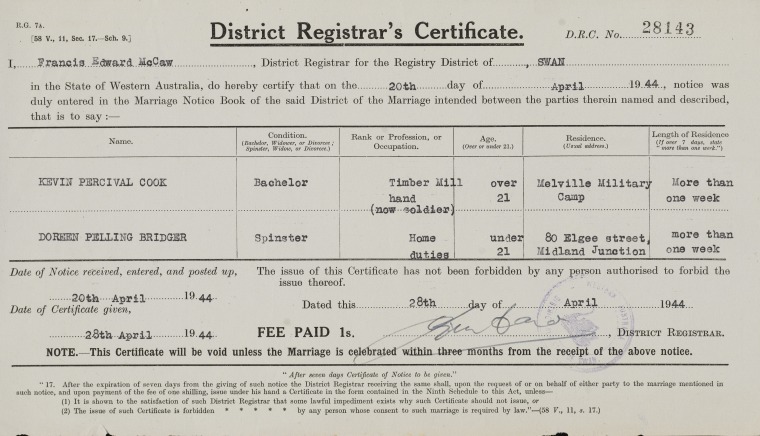 R.G. 7A.
[58 V., 11, Sec. 17.—Sch. 9.]
District Registrar's Certificate.
D.R.C. No. 28143
I, Francis Edward McCaw, District Registrar for the Registry District of, SWAN
in the State of Western Australia, do hereby certify that on the 20th day of April 1944, notice was
duly entered in the Marriage Notice Book of the said District of the Marriage intended between the parties therein named and described,
that is to say :—
Name. Condition. Rank or Profession, or Occupation. Age. Residence. Length of Residence
(Bachelor, Widower, or Divorcee; Spinster, Widow, or Divorcee.) (Over or under 21.) (Usual address.) (If over 7 days, state "more than one week.")
KEVIN PERCIVAL COOK Bachelor Timber Mill over Melville Military More than
hand 21 Camp one week
(now soldier)
DOREEN PELLING BRIDGER Spinster Home under 80 Elgee street, more than
duties 21 Midland Junction one week
Date of Notice received, entered, and posted up, The issue of this Certificate has not been forbidden by any person authorised to forbid the
issue thereof.
20th April 1944 Dated this 28th day of April 1944
Date of Certificate given,
28th April 1944 FEE PAID 1s. , DISTRICT REGISTRAR.
NOTE.—This Certificate will be void unless the Marriage is celebrated within three months from the receipt of the above notice.
"After seven days Certificate of Notice to be given."
"17. After the expiration of seven days from the giving of such notice the District Registrar receiving the same shall, upon the request of or on behalf of either party to the marriage mentioned in
such notice, and upon payment of the fee of one shilling, issue under his hand a Certificate in the form contained in the Ninth Schedule to this Act, unless—
(1) It is shown to the satisfaction of such District Registrar that some lawful impediment exists why such Certificate should not issue, or
(2) The issue of such Certificate is forbidden * * * * * by any person whose consent to such marriage is required by law."—(58 V., 11, s. 17.)